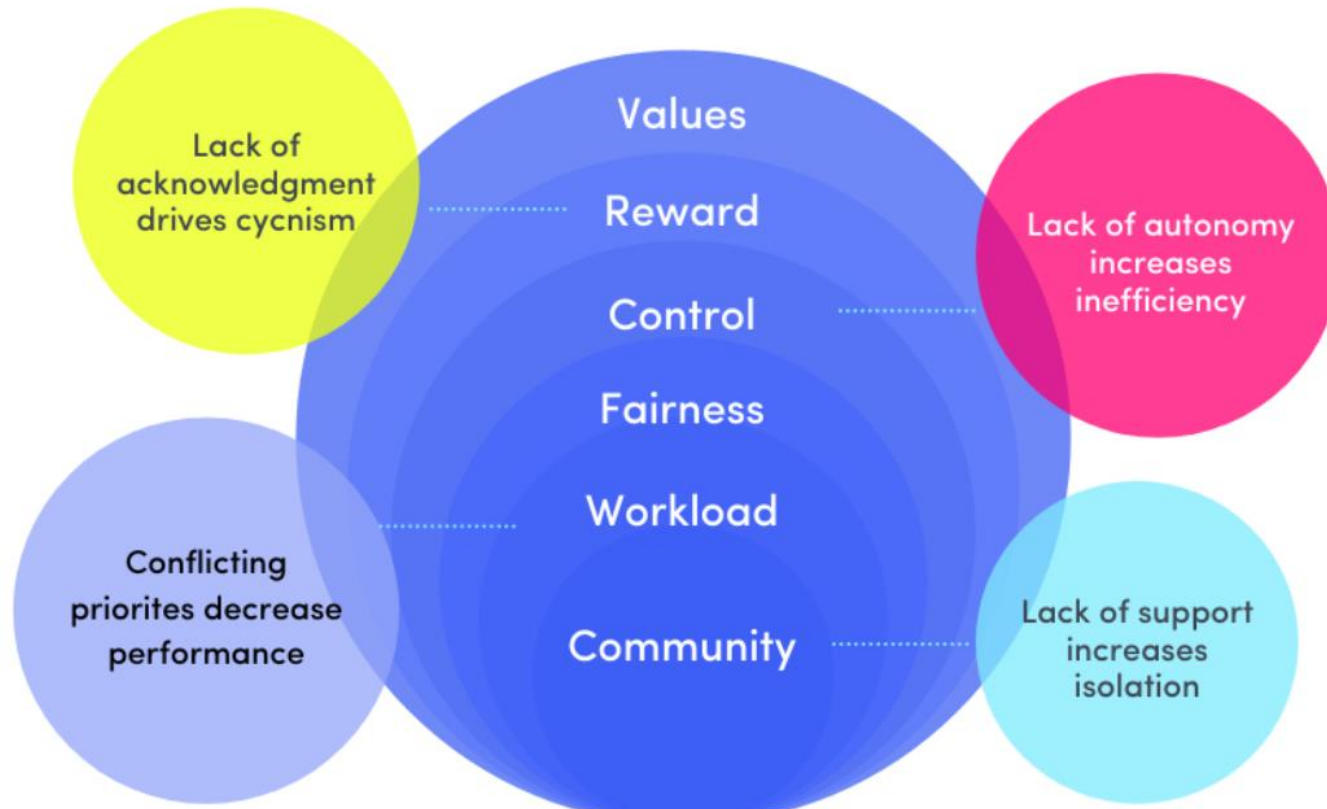 Values
Lack of
acknowledgment
drives cycnism
Reward
Lack of autonomy
increases
inefficiency
Control
Fairness
Workload
Conflicting
priorites decrease
performance
Community
Lack of support
increases
isolation